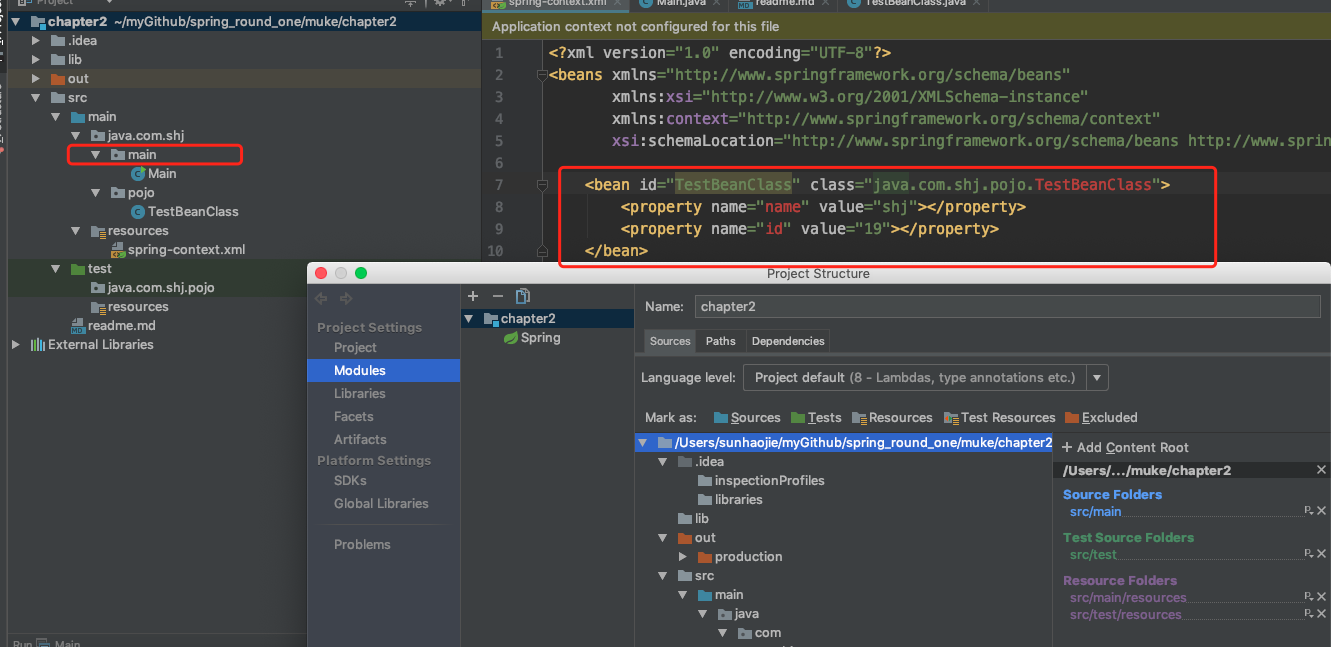 Project
chapter2 ~/myGithub/spring_round_one/muke/chapter2
.idea
lib
out
src
main
java.com.shj
main
Main
pojo
TestBeanClass
resources
spring-context.xml
test
java.com.shj.pojo
resources
readme.md
External Libraries
Run Main
spring-context.xml Main.java readme.md TestBeanClass.java
Application context not configured for this file
1 <?xml version="1.0" encoding="UTF-8"?>
2 <beans xmlns="http://www.springframework.org/schema/beans"
3 xmlns:xsi="http://www.w3.org/2001/XMLSchema-instance"
4 xmlns:context="http://www.springframework.org/schema/context"
5 xsi:schemaLocation="http://www.springframework.org/schema/beans http://www.spring
6
7 <bean id="TestBeanClass" class="java.com.shj.pojo.TestBeanClass">
8 <property name="name" value="shj"></property>
9 <property name="id" value="19"></property>
10 </bean>
Project Structure
Project Settings
Project
Modules
Libraries
Facets
Artifacts
Platform Settings
SDKs
Global Libraries
Problems
chapter2
Spring
Name: chapter2
Sources Paths Dependencies
Language level: Project default (8 - Lambdas, type annotations etc.)
Mark as: Sources Tests Resources Test Resources Excluded
/Users/sunhaojie/myGithub/spring_round_one/muke/chapter2
.idea
inspectionProfiles
libraries
lib
out
production
src
main
java
com
+ Add Content Root
/Users/.../muke/chapter2
Source Folders
src/main
Test Source Folders
src/test
Resource Folders
src/main/resources
src/test/resources